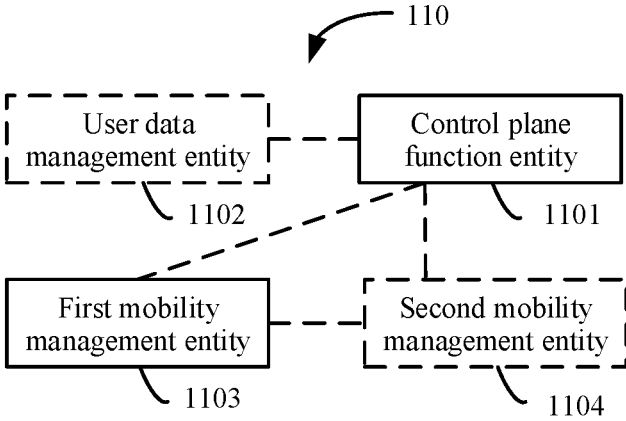 110
User data
management entity
Control plane
function entity
1102
1101
First mobility
management entity
Second mobility
management entity
1103
1104